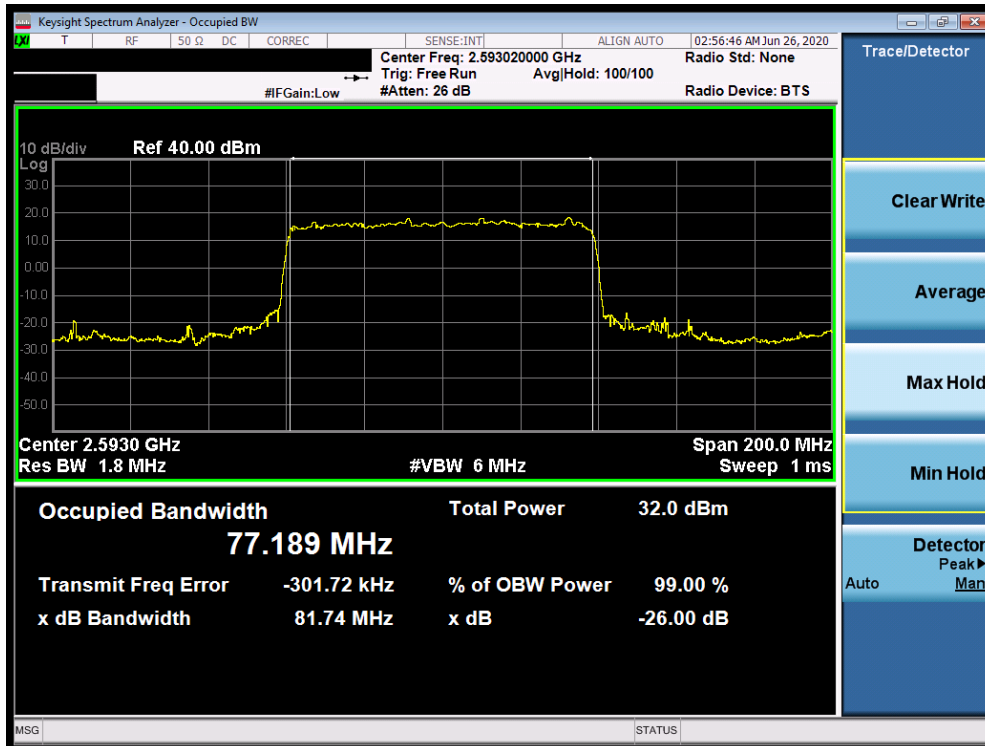 Keysight Spectrum Analyzer - Occupied BW
LXI T RF 50 Ω DC CORREC SENSE:INT ALIGN AUTO 02:56:46 AM Jun 26, 2020
Center Freq: 2.593020000 GHz Radio Std: None
Trig: Free Run Avg|Hold: 100/100
#IFGain:Low #Atten: 26 dB Radio Device: BTS
10 dB/div Ref 40.00 dBm
Log
30.0
20.0
10.0
0.00
-10.0
-20.0
-30.0
-40.0
-50.0
Center 2.5930 GHz Span 200.0 MHz
Res BW 1.8 MHz #VBW 6 MHz Sweep 1 ms
Occupied Bandwidth Total Power 32.0 dBm
77.189 MHz
Transmit Freq Error -301.72 kHz % of OBW Power 99.00 %
x dB Bandwidth 81.74 MHz x dB -26.00 dB
MSG STATUS
Trace/Detector
Clear Write
Average
Max Hold
Min Hold
Detector
Peak▶
Auto Man